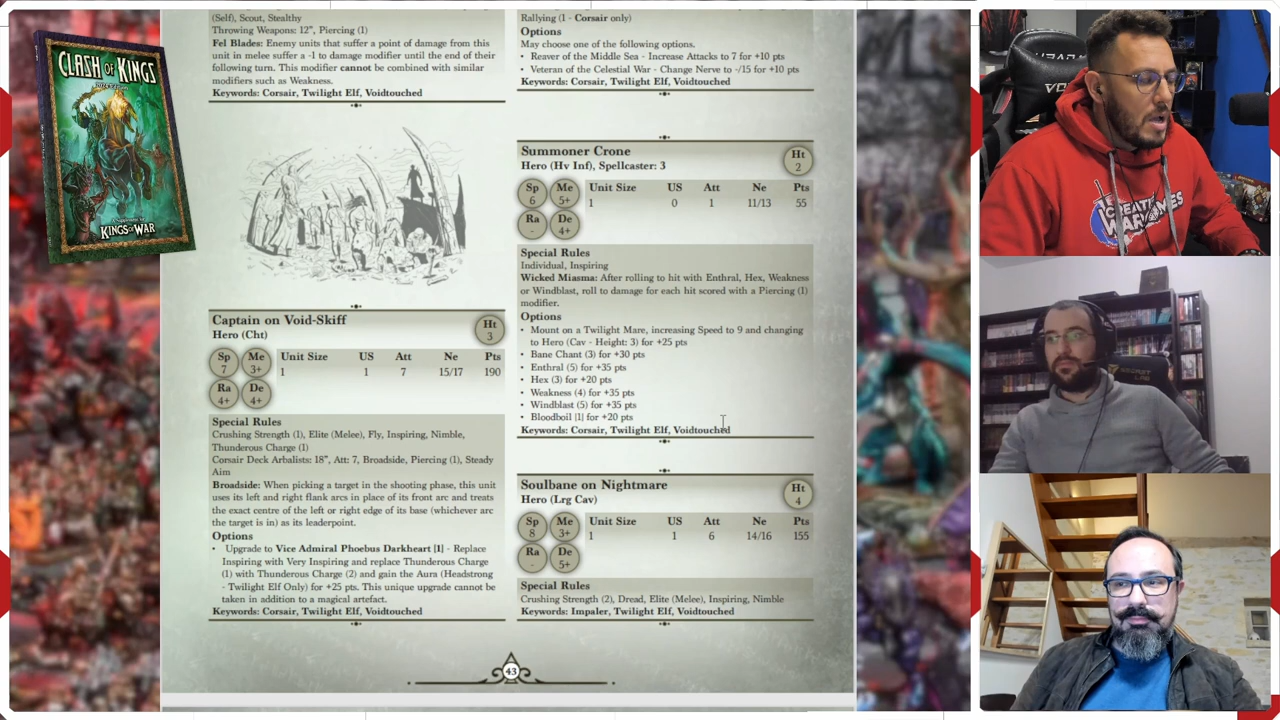 CLASH OF KINGS
KINGS OF WAR
(Self), Scout, Stealthy
Throwing Weapons: 12", Piercing (1)
Fel Blades: Enemy units that suffer a point of damage from this
unit in melee suffer a -1 to damage modifier until the end of their
following turn. This modifier cannot be combined with similar
modifiers such as Weakness.
Keywords: Corsair, Twilight Elf, Voidtouched
Captain on Void-Skiff
Hero (Cht)
Ht
3
Sp Me Unit Size US Att Ne Pts
7 3+ 1 1 7 15/17 190
Ra De
4+ 4+
Special Rules
Crushing Strength (1), Elite (Melee), Fly, Inspiring, Nimble,
Thunderous Charge (1)
Corsair Deck Arbalists: 18", Att: 7, Broadside, Piercing (1), Steady
Aim
Broadside: When picking a target in the shooting phase, this unit
uses its left and right flank arcs in place of its front arc and treats
the exact centre of the left or right edge of its base (whichever arc
the target is in) as its leaderpoint.
Options
• Upgrade to Vice Admiral Phoebus Darkheart [1] - Replace
Inspiring with Very Inspiring and replace Thunderous Charge
(1) with Thunderous Charge (2) and gain the Aura (Headstrong
- Twilight Elf Only) for +25 pts. This unique upgrade cannot be
taken in addition to a magical artefact.
Keywords: Corsair, Twilight Elf, Voidtouched
Rallying (1 - Corsair only)
Options
May choose one of the following options.
• Reaver of the Middle Sea - Increase Attacks to 7 for +10 pts
• Veteran of the Celestial War - Change Nerve to -/15 for +10 pts
Keywords: Corsair, Twilight Elf, Voidtouched
Summoner Crone
Hero (Hv Inf), Spellcaster: 3
Ht
2
Sp Me Unit Size US Att Ne Pts
6 5+ 1 0 1 11/13 55
Ra De
- 4+
Special Rules
Individual, Inspiring
Wicked Miasma: After rolling to hit with Enthral, Hex, Weakness
or Windblast, roll to damage for each hit scored with a Piercing (1)
modifier.
Options
• Mount on a Twilight Mare, increasing Speed to 9 and changing
to Hero (Cav - Height: 3) for +25 pts
• Bane Chant (3) for +30 pts
• Enthral (5) for +35 pts
• Hex (3) for +20 pts
• Weakness (4) for +35 pts
• Windblast (5) for +35 pts
• Bloodboil [1] for +20 pts
Keywords: Corsair, Twilight Elf, Voidtouched
Soulbane on Nightmare
Hero (Lrg Cav)
Ht
4
Sp Me Unit Size US Att Ne Pts
8 3+ 1 1 6 14/16 155
Ra De
- 5+
Special Rules
Crushing Strength (2), Dread, Elite (Melee), Inspiring, Nimble
Keywords: Impaler, Twilight Elf, Voidtouched
43
CREATE
WARGAMES
SECRETLAB